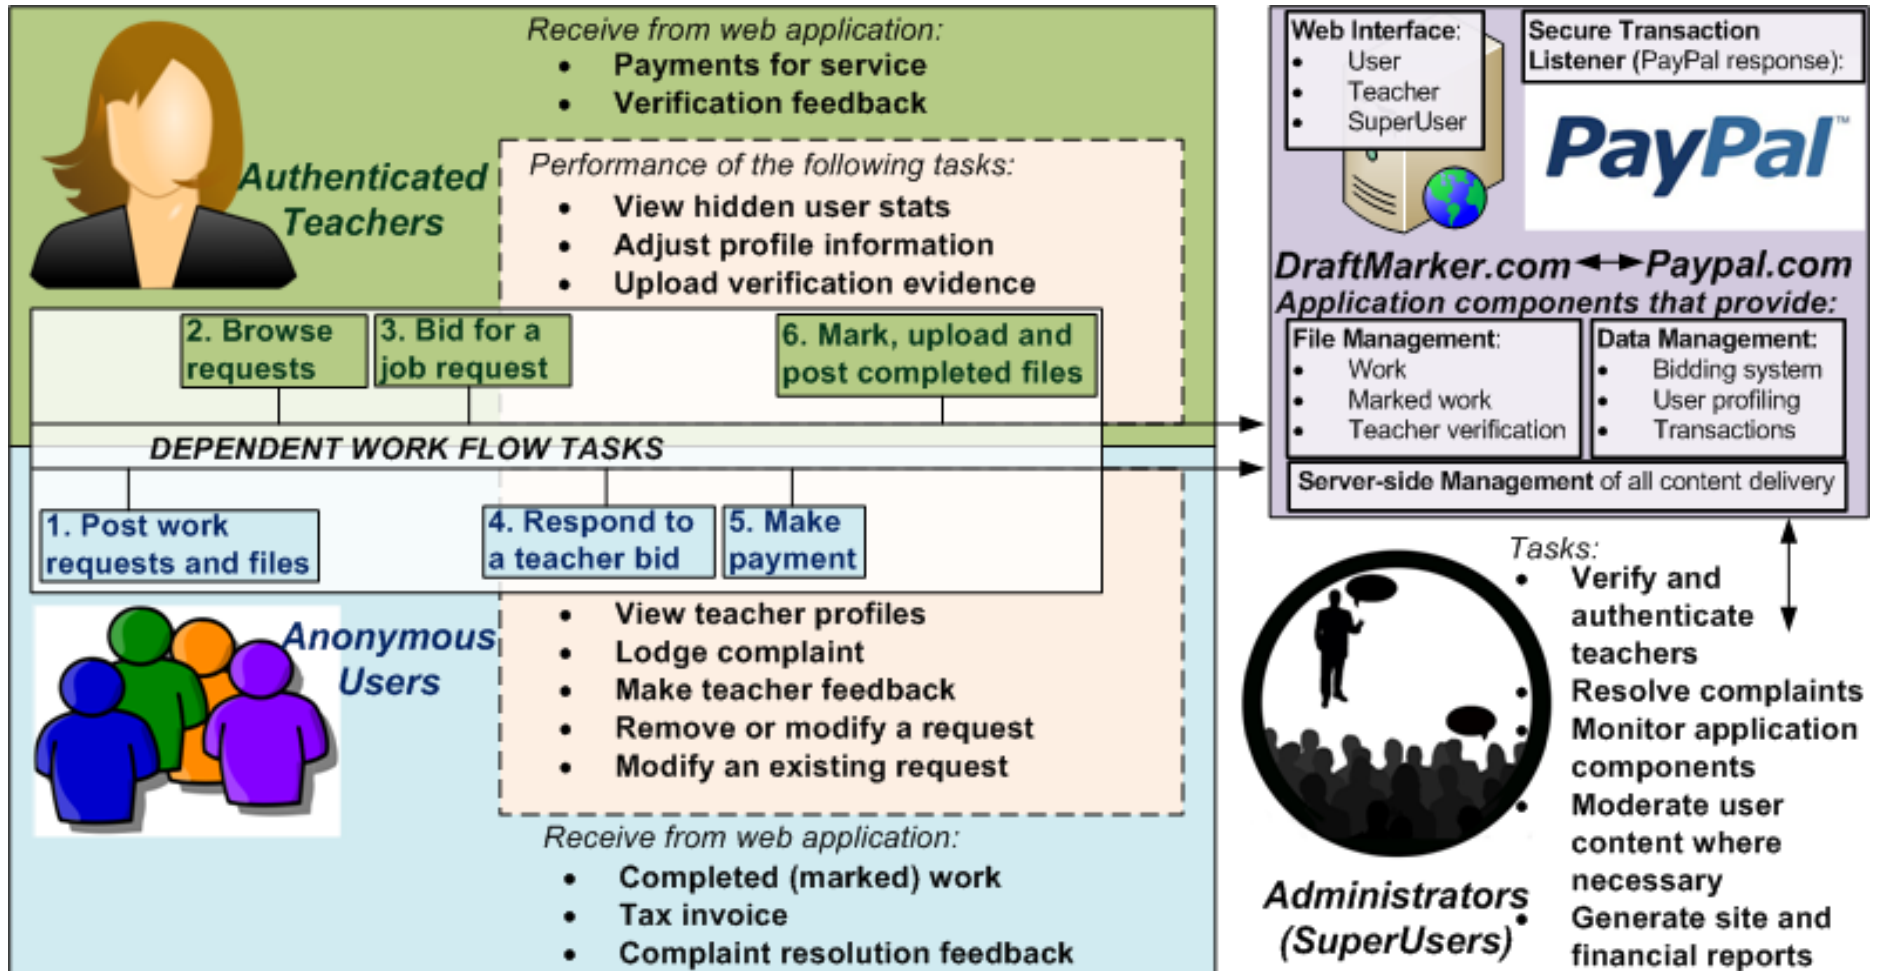 Receive from web application:
• Payments for service
• Verification feedback
Authenticated
Teachers
Performance of the following tasks:
• View hidden user stats
• Adjust profile information
• Upload verification evidence
2. Browse
requests
3. Bid for a
job request
6. Mark, upload and
post completed files
DEPENDENT WORK FLOW TASKS
1. Post work
requests and files
4. Respond to
a teacher bid
5. Make
payment
Anonymous
Users
• View teacher profiles
• Lodge complaint
• Make teacher feedback
• Remove or modify a request
• Modify an existing request
Receive from web application:
• Completed (marked) work
• Tax invoice
• Complaint resolution feedback
Web Interface:
• User
• Teacher
• SuperUser
Secure Transaction
Listener (PayPal response):
PayPal™
DraftMarker.com Paypal.com
Application components that provide:
File Management:
• Work
• Marked work
• Teacher verification
Data Management:
• Bidding system
• User profiling
• Transactions
Server-side Management of all content delivery
Administrators
(SuperUsers)
Tasks:
• Verify and
authenticate
teachers
• Resolve complaints
• Monitor application
components
• Moderate user
content where
necessary
• Generate site and
financial reports